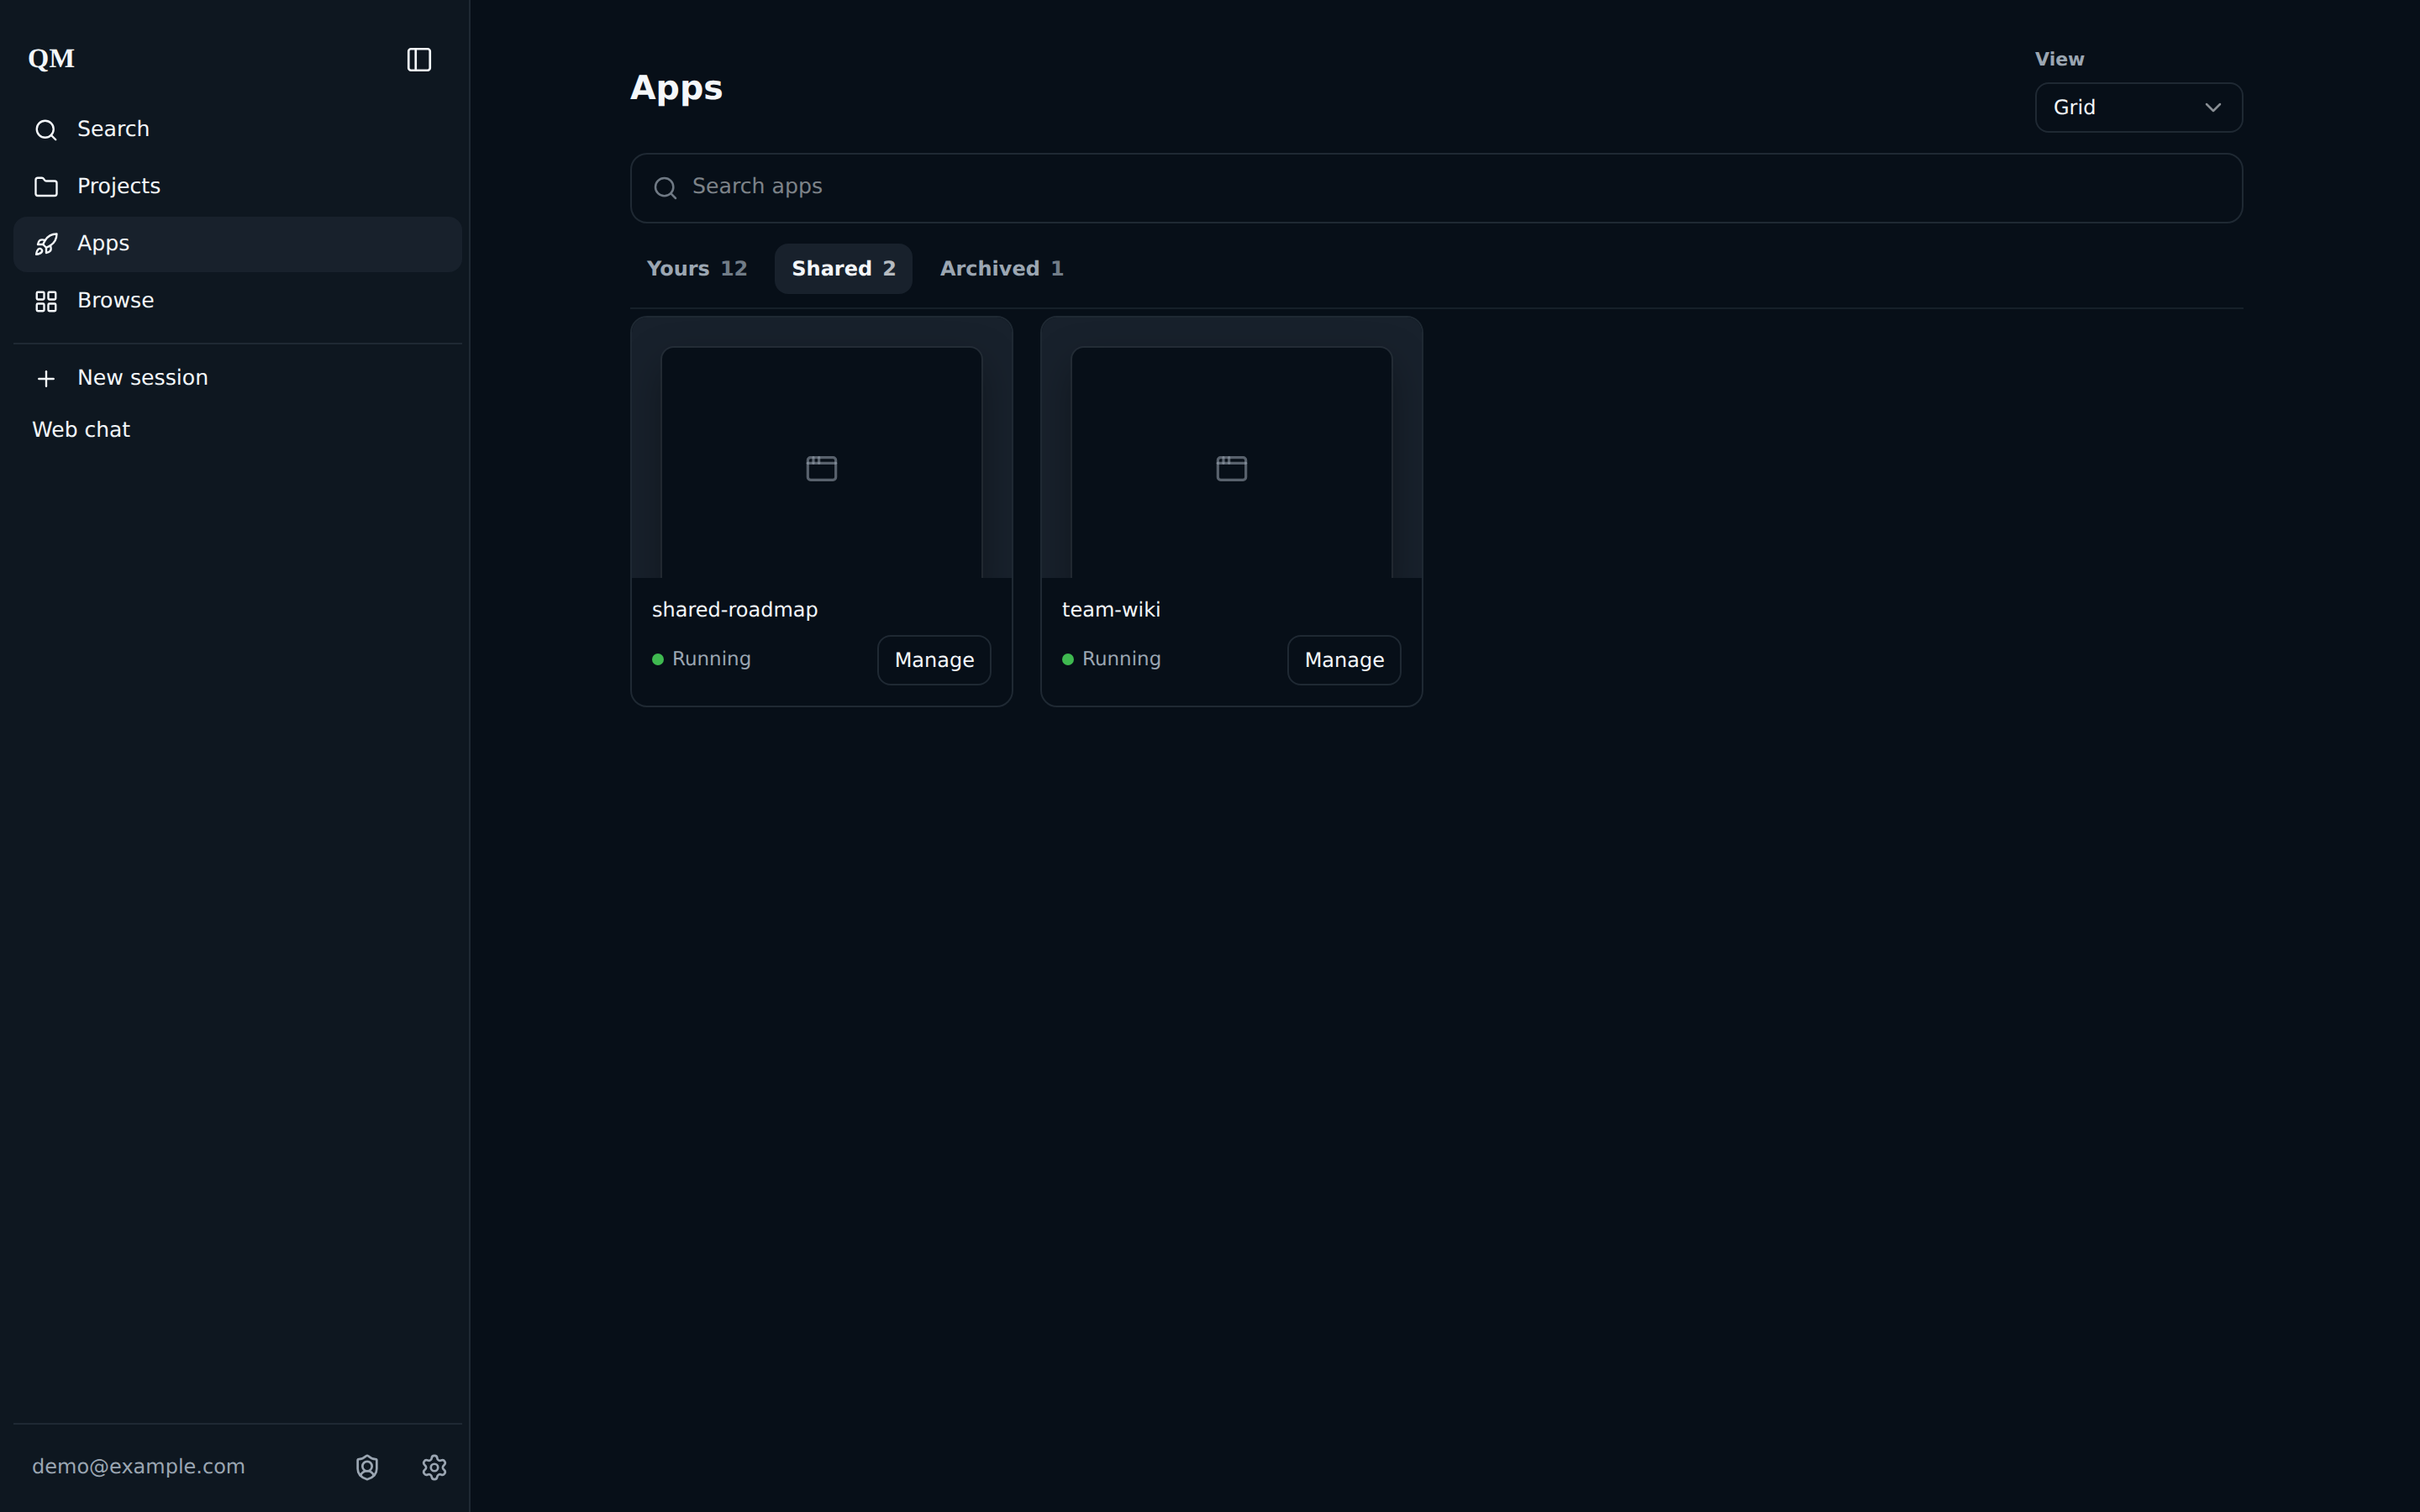 QM
Search
Projects
Apps
Browse
New session
Web chat
demo@example.com
Apps
View
Grid
Search apps
Yours 12 Shared 2 Archived 1
shared-roadmap
Running Manage
team-wiki
Running Manage